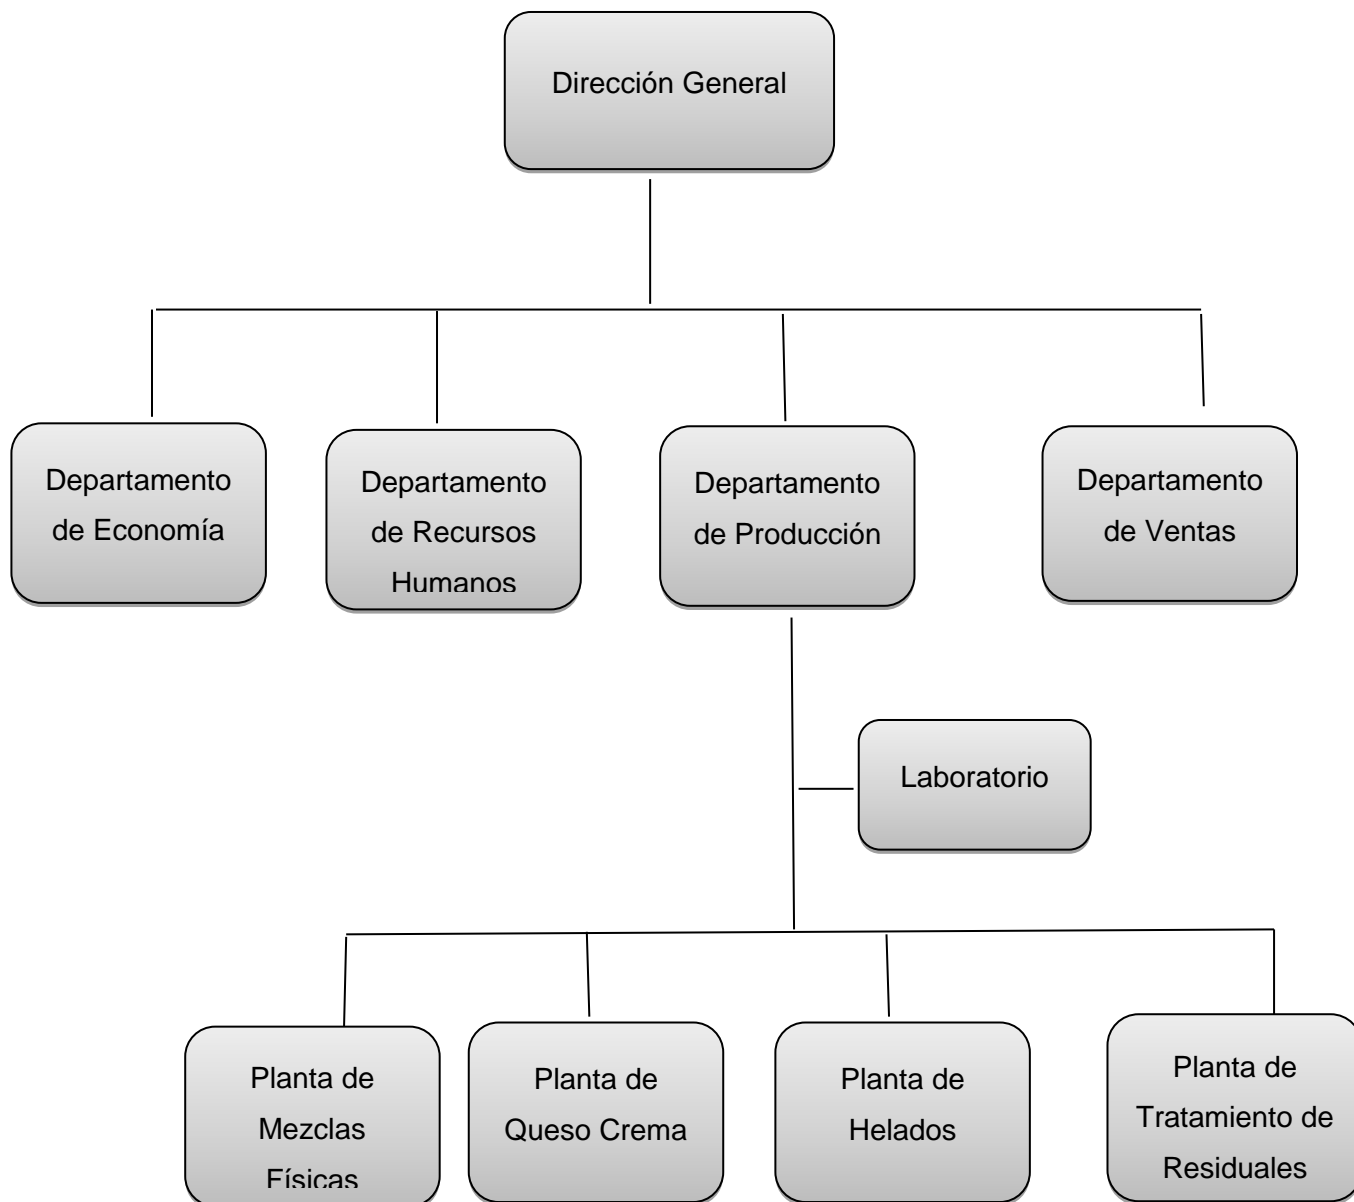 Dirección General
Departamento
de Economía
Departamento
de Recursos
Humanos
Departamento
de Producción
Departamento
de Ventas
Laboratorio
Planta de
Mezclas
Físicas
Planta de
Queso Crema
Planta de
Helados
Planta de
Tratamiento de
Residuales